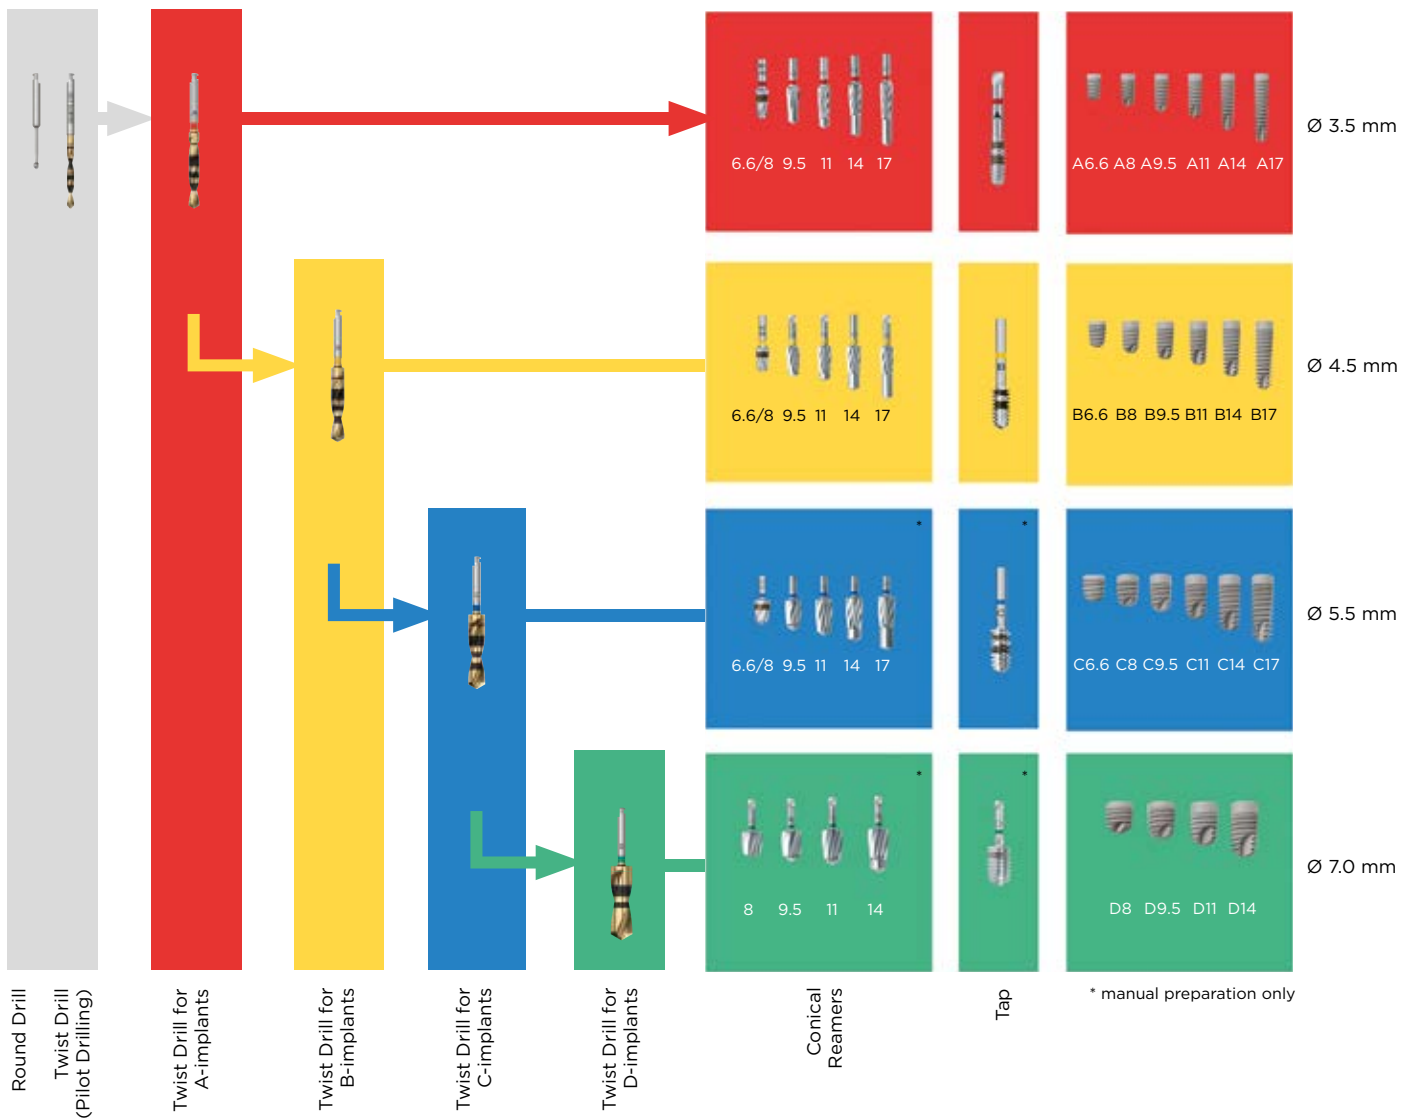 6.6/8 9.5 11 14 17
A6.6 A8 A9.5 A11 A14 A17
Ø 3.5 mm
6.6/8 9.5 11 14 17
B6.6 B8 B9.5 B11 B14 B17
Ø 4.5 mm
*
*
6.6/8 9.5 11 14 17
C6.6 C8 C9.5 C11 C14 C17
Ø 5.5 mm
*
*
8 9.5 11 14
D8 D9.5 D11 D14
Ø 7.0 mm
Round Drill
Twist Drill
(Pilot Drilling)
Twist Drill for
A-implants
Twist Drill for
B-implants
Twist Drill for
C-implants
Twist Drill for
D-implants
Conical
Reamers
Tap
* manual preparation only